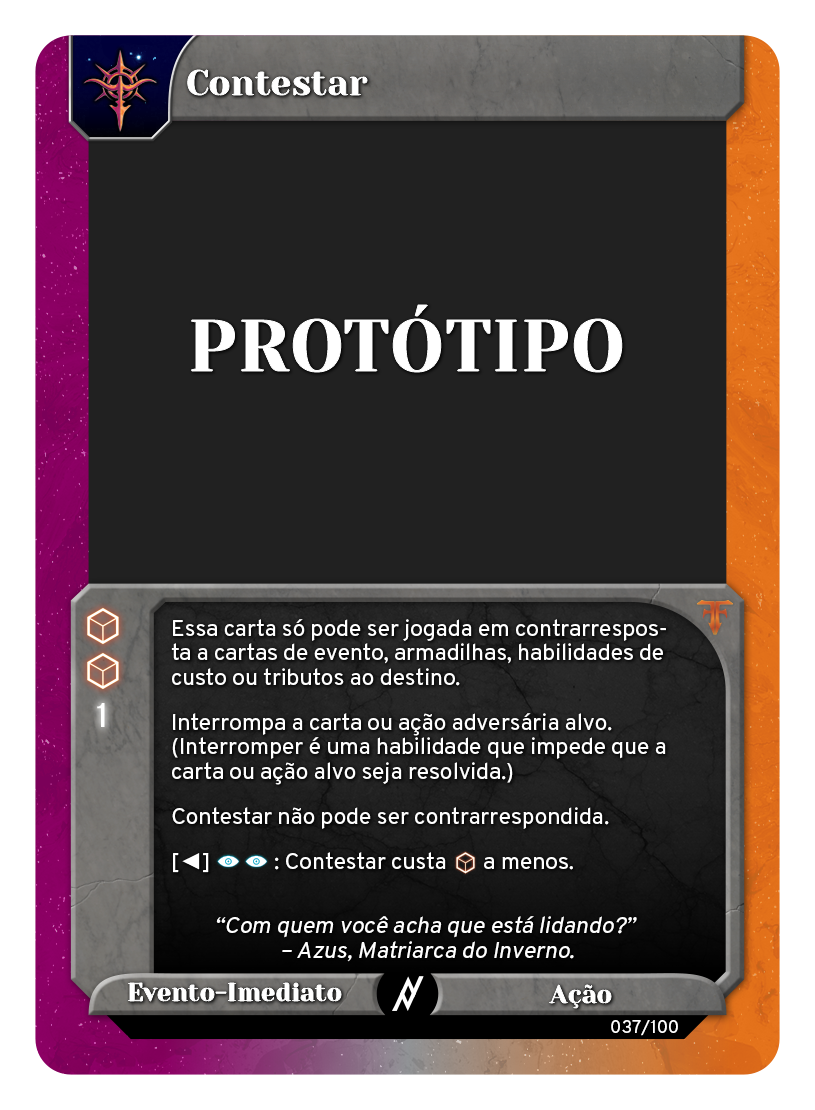 Contestar
PROTÓTIPO
1
Essa carta só pode ser jogada em contrarrespos-
ta a cartas de evento, armadilhas, habilidades de
custo ou tributos ao destino.
Interrompa a carta ou ação adversária alvo.
(Interromper é uma habilidade que impede que a
carta ou ação alvo seja resolvida.)
Contestar não pode ser contrarrespondida.
[◀] : Contestar custa a menos.
“Com quem você acha que está lidando?”
– Azus, Matriarca do Inverno.
Evento-Imediato
Ação
037/100